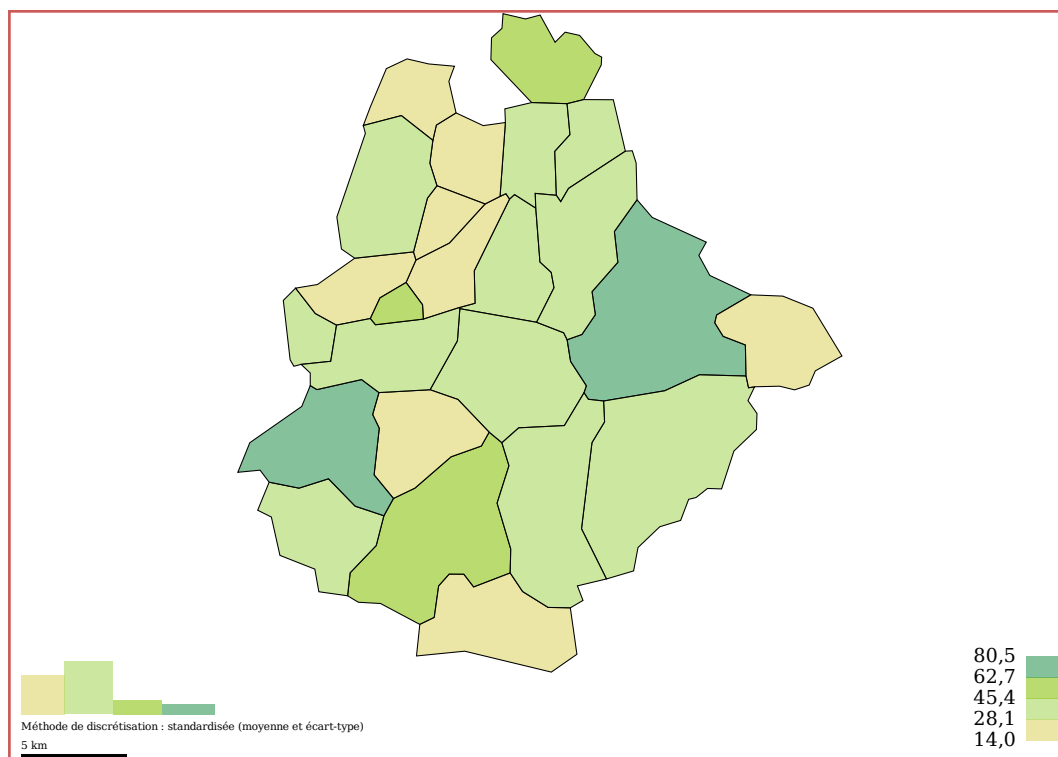 80,5
62,7
45,4
28,1
14,0
Méthode de discrétisation : standardisée (moyenne et écart-type)
5 km